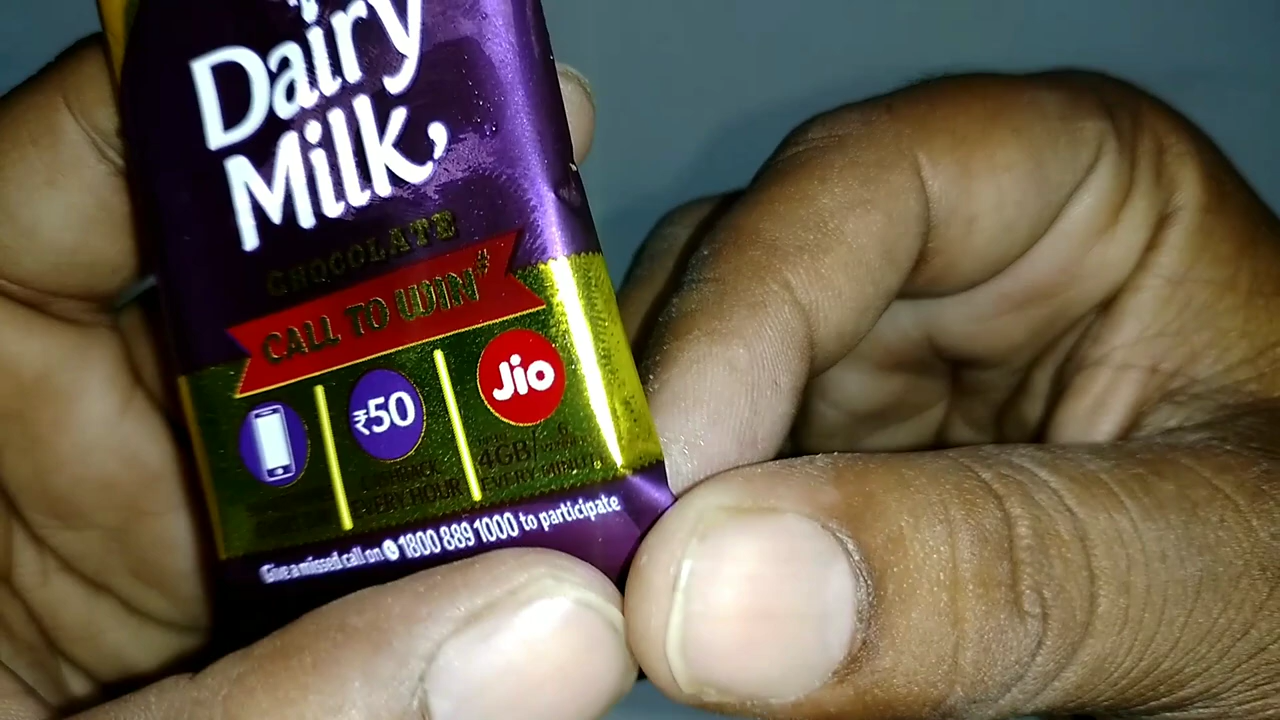 Dairy
Milk,
CHOCOLATE
CALL TO WIN#
₹50
Jio
4GB/ 6
EVERY HOUR
EVERY MINUTE
Give a missed call on 1800 889 1000 to participate